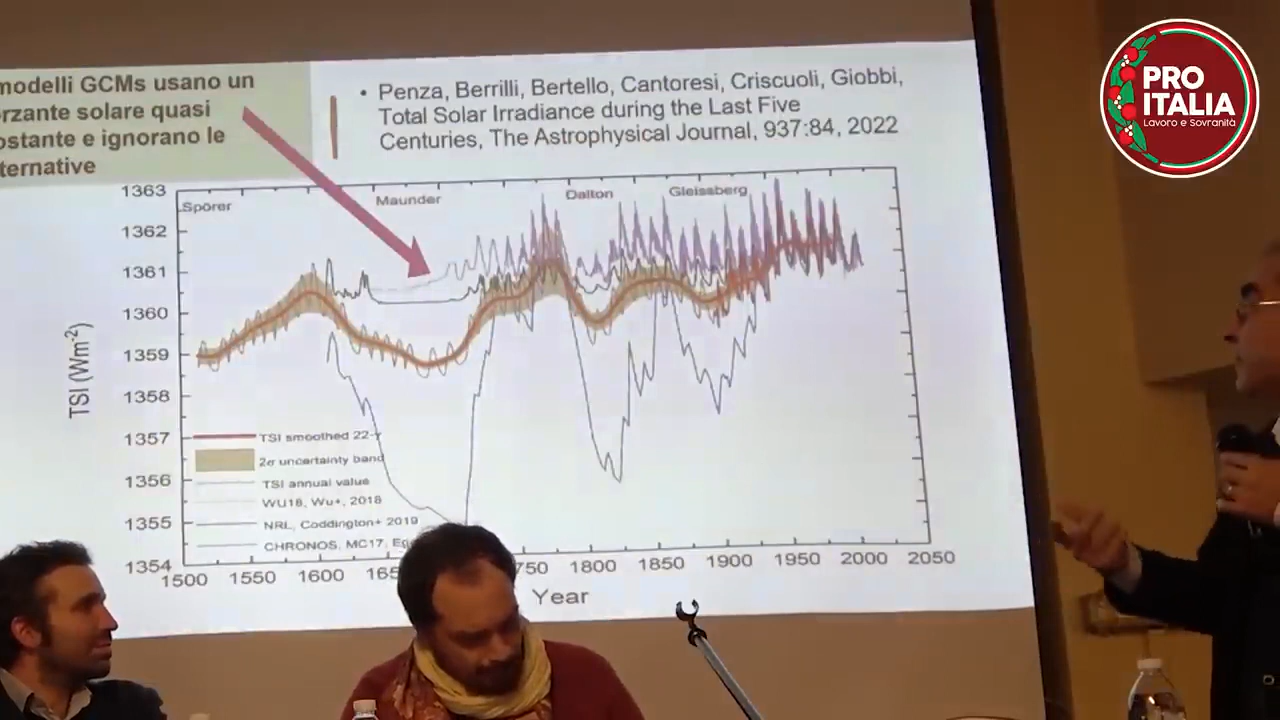 modelli GCMs usano un
rzante solare quasi
ostante e ignorano le
ternative
• Penza, Berrilli, Bertello, Cantoresi, Criscuoli, Giobbi,
Total Solar Irradiance during the Last Five
Centuries, The Astrophysical Journal, 937:84, 2022
PRO
ITALIA
Lavoro e Sovranità
Spörer
Maunder
Dalton
Gleissberg
1363
1362
1361
1360
1359
1358
1357
1356
1355
1354
TSI (Wm-2)
TSI smoothed 22-y
2σ uncertainty band
TSI annual value
WU18, Wu+, 2018
NRL, Coddington+ 2019
CHRONOS, MC17,
1500 1550 1600 165 750 1800 1850 1900 1950 2000 2050
Year